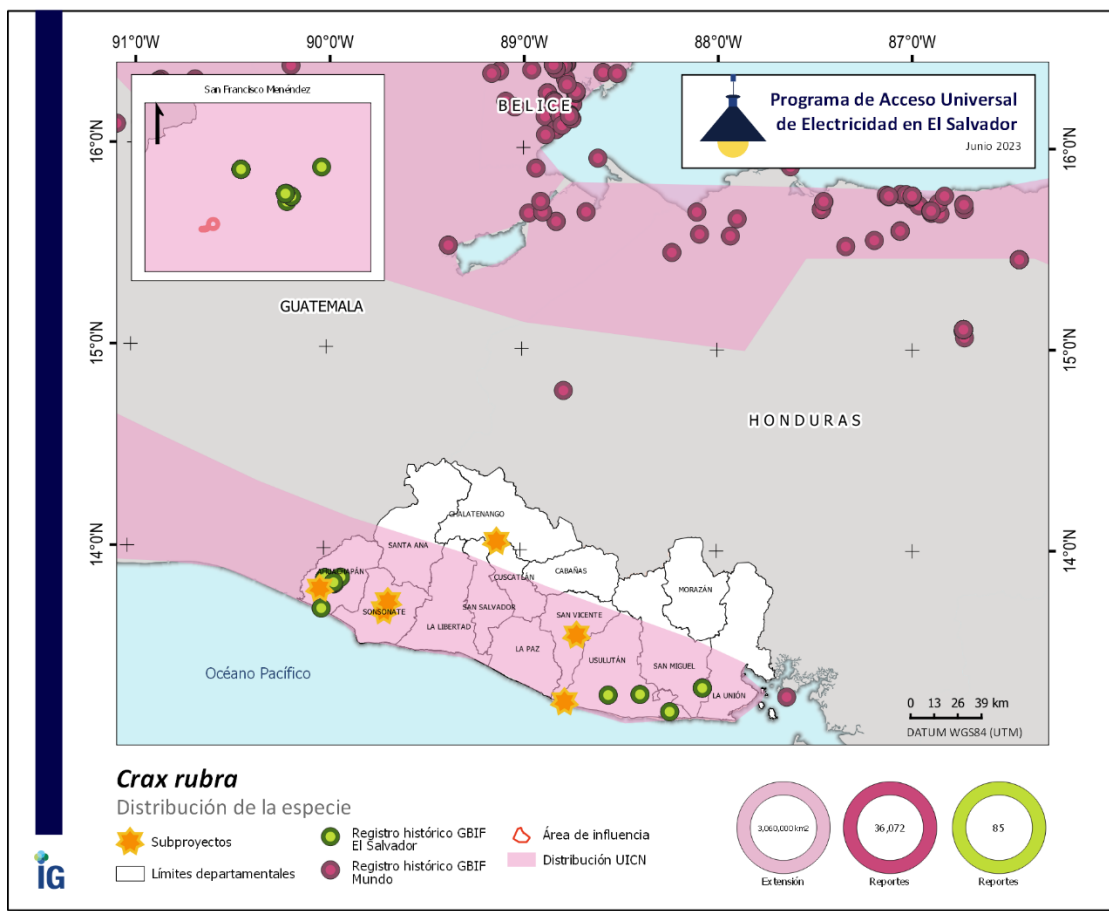 91°0'W 90°0'W 89°0'W 88°0'W 87°0'W
San Francisco Menéndez
BELICE
Programa de Acceso Universal
de Electricidad en El Salvador
Junio 2023
16°0'N 16°0'N
GUATEMALA
15°0'N 15°0'N
HONDURAS
CHALATENANGO
14°0'N 14°0'N
SANTA ANA
AHUACHAPÁN
CUSCATLÁN
CABAÑAS
MORAZÁN
SONSONATE
SAN SALVADOR
SAN VICENTE
LA LIBERTAD
LA PAZ
USULUTÁN
SAN MIGUEL
LA UNIÓN
Océano Pacífico
0 13 26 39 km
DATUM WGS84 (UTM)
Crax rubra
Distribución de la especie
Subproyectos
Límites departamentales
Registro histórico GBIF
El Salvador
Registro histórico GBIF
Mundo
Área de influencia
Distribución UICN
3,060,000 km2
Extensión
36,072
Reportes
85
Reportes
iG